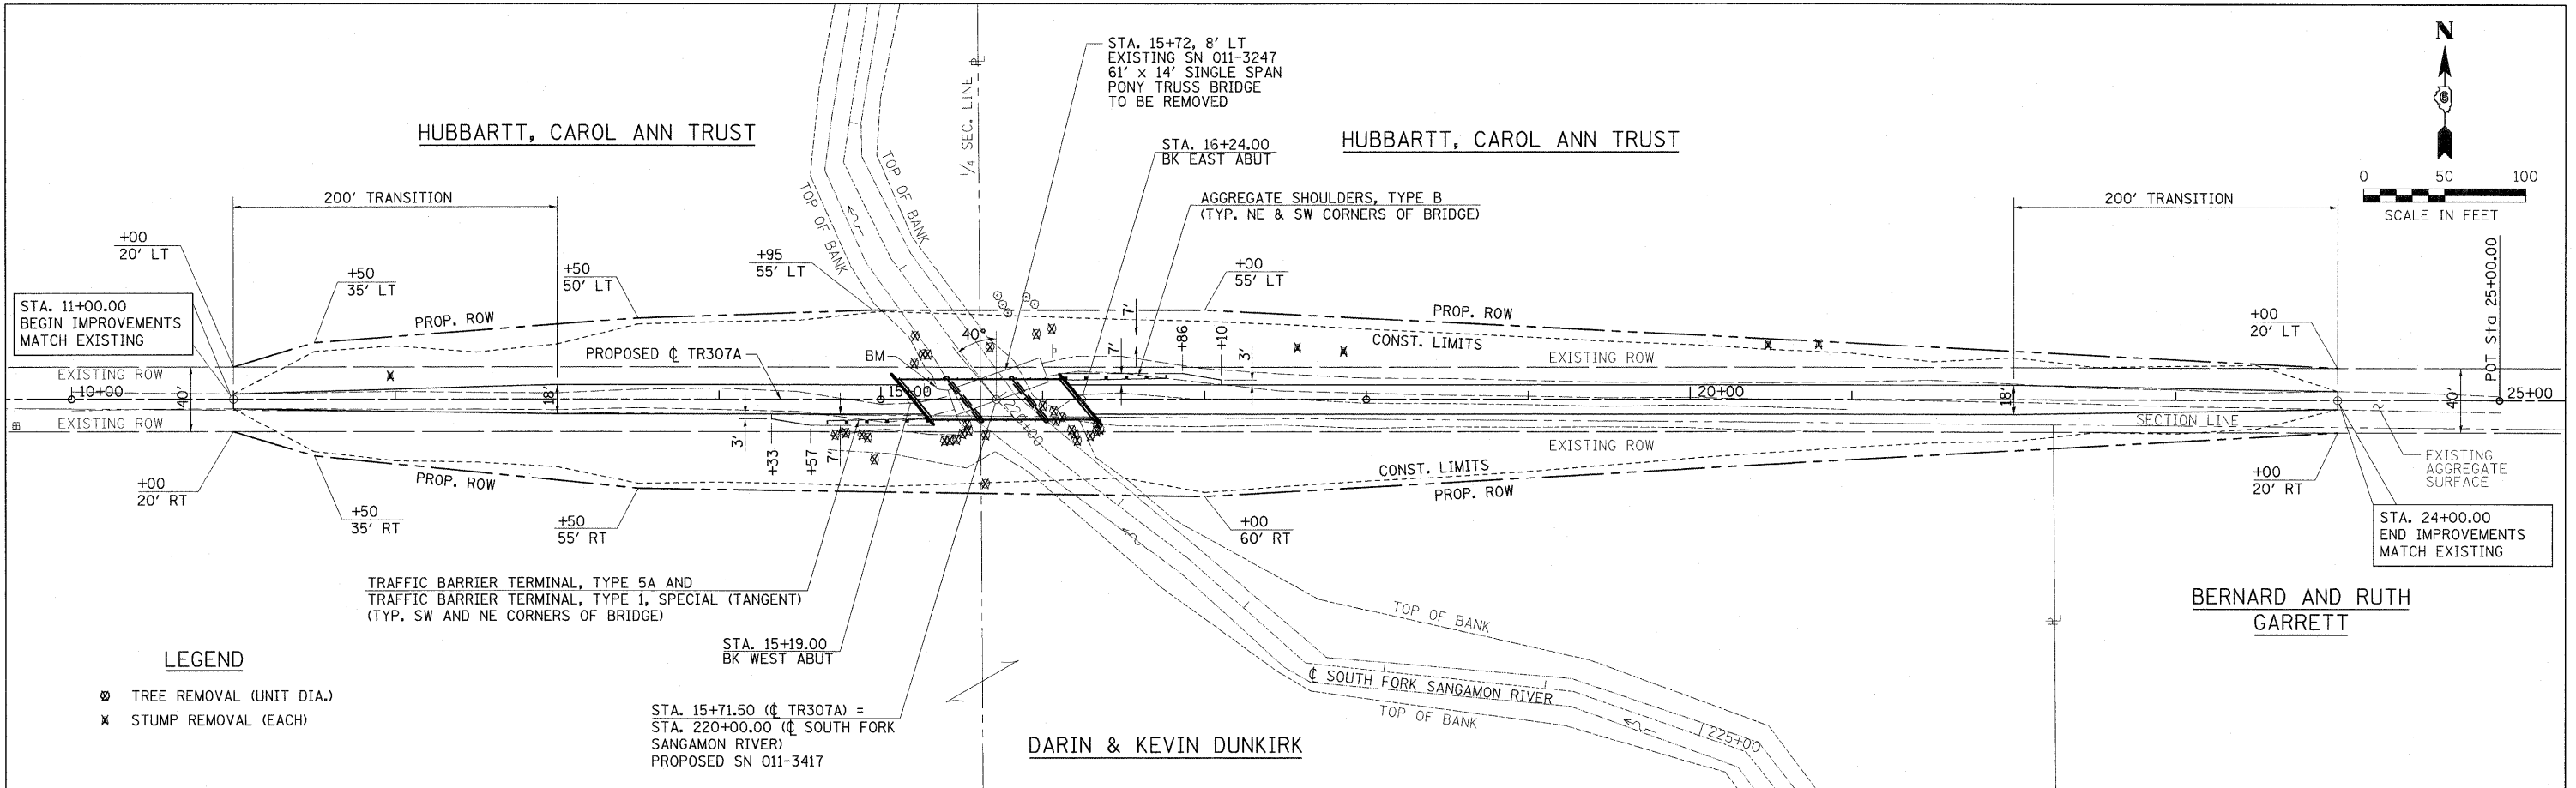 HUBBARTT, CAROL ANN TRUST
1/4 SEC. LINE
PL
STA. 15+72, 8' LT
EXISTING SN 011-3247
61' x 14' SINGLE SPAN
PONY TRUSS BRIDGE
TO BE REMOVED
HUBBARTT, CAROL ANN TRUST
N
6
0 50 100
SCALE IN FEET
STA. 16+24.00
BK EAST ABUT
AGGREGATE SHOULDERS, TYPE B
(TYP. NE & SW CORNERS OF BRIDGE)
TOP OF BANK
TOP OF BANK
200' TRANSITION
200' TRANSITION
+00
20' LT
+50
35' LT
+50
50' LT
+95
55' LT
+00
55' LT
+00
20' LT
POT Sta 25+00.00
STA. 11+00.00
BEGIN IMPROVEMENTS
MATCH EXISTING
PROP. ROW
PROP. ROW
CONST. LIMITS
PROPOSED ℄ TR307A
BM
40°
7'
7'
+86
+10
3'
EXISTING ROW
EXISTING ROW
10+00
40'
18'
15+00
220+00
20+00
18'
40'
25+00
EXISTING ROW
SECTION LINE
EXISTING ROW
3'
+33
+57
7'
PROP. ROW
CONST. LIMITS
PROP. ROW
EXISTING
AGGREGATE
SURFACE
+00
20' RT
+50
35' RT
+50
55' RT
+00
60' RT
+00
20' RT
STA. 24+00.00
END IMPROVEMENTS
MATCH EXISTING
TRAFFIC BARRIER TERMINAL, TYPE 5A AND
TRAFFIC BARRIER TERMINAL, TYPE 1, SPECIAL (TANGENT)
(TYP. SW AND NE CORNERS OF BRIDGE)
STA. 15+19.00
BK WEST ABUT
TOP OF BANK
PL
BERNARD AND RUTH
GARRETT
LEGEND
TREE REMOVAL (UNIT DIA.)
STUMP REMOVAL (EACH)
℄ SOUTH FORK SANGAMON RIVER
TOP OF BANK
225+00
STA. 15+71.50 (℄ TR307A) =
STA. 220+00.00 (℄ SOUTH FORK
SANGAMON RIVER)
PROPOSED SN 011-3417
DARIN & KEVIN DUNKIRK